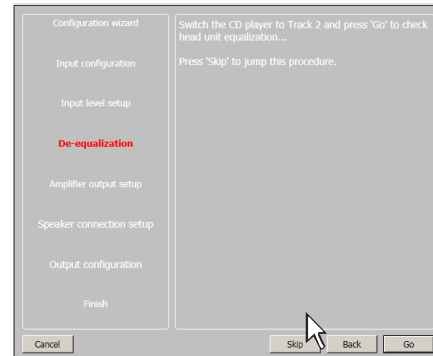 Configuration wizard
Input configuration
Input level setup
De-equalization
Amplifier output setup
Speaker connection setup
Output configuration
Finish
Switch the CD player to Track 2 and press 'Go' to check
head unit equalization...
Press 'Skip' to jump this procedure.
Cancel
Skip
Back
Go